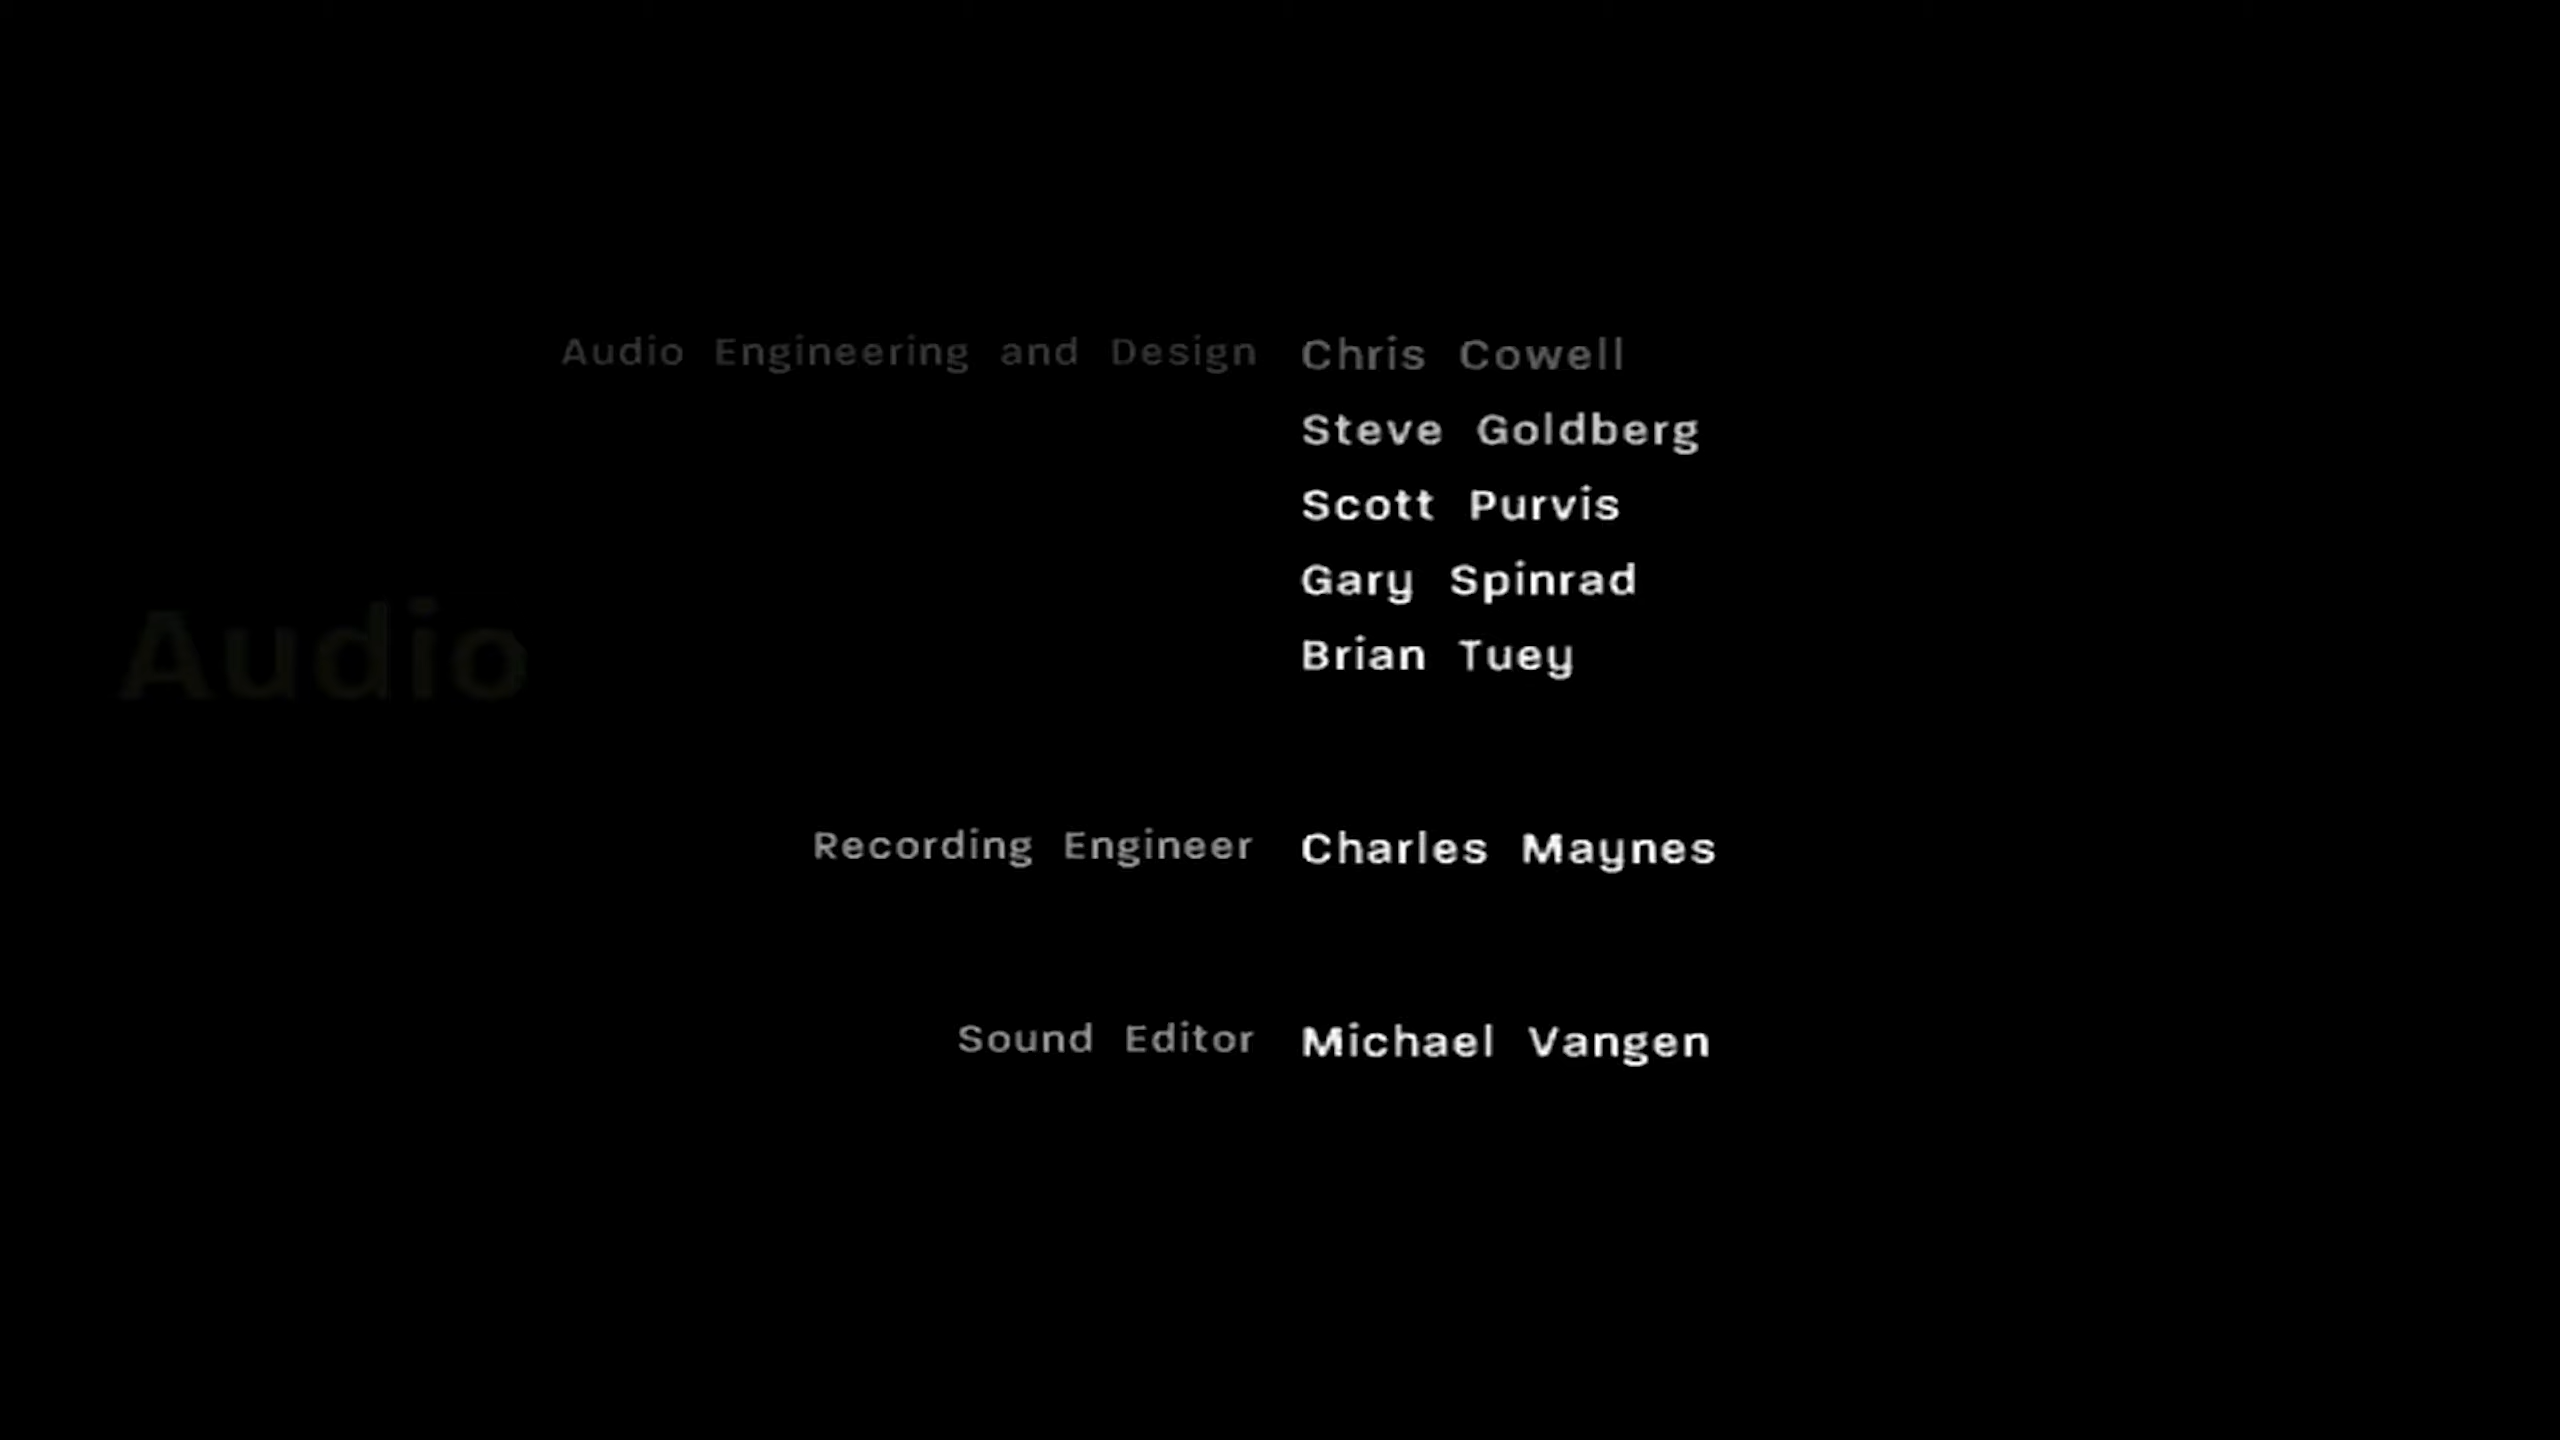 Audio Engineering and Design Chris Cowell
Steve Goldberg
Scott Purvis
Gary Spinrad
Brian Tuey
Audio
Recording Engineer Charles Maynes
Sound Editor Michael Vangen